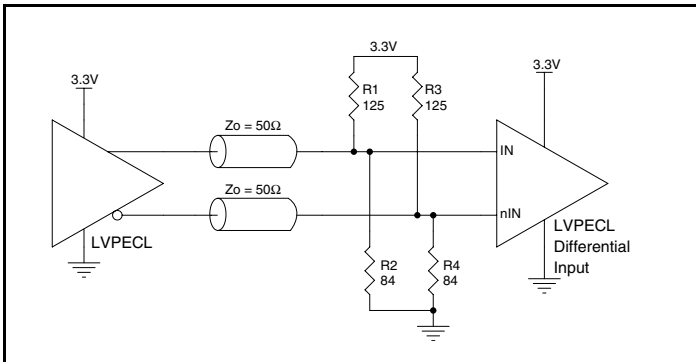 3.3V
3.3V
3.3V
R1
125
R3
125
Zo = 50Ω
IN
Zo = 50Ω
nIN
LVPECL
LVPECL
Differential
Input
R2
84
R4
84